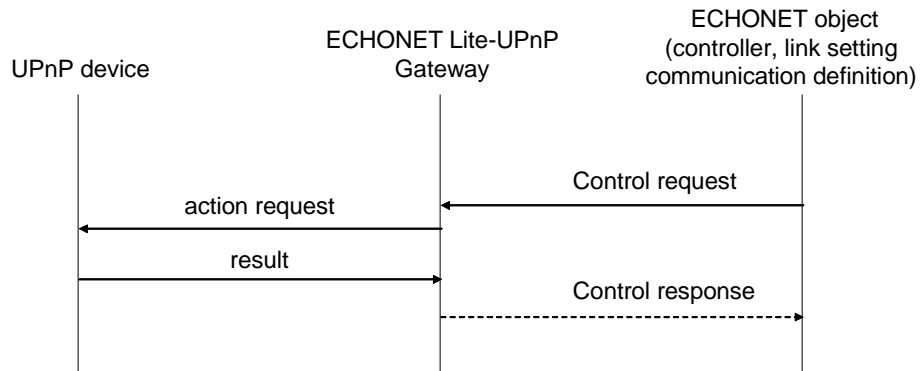 UPnP device
ECHONET Lite-UPnP
Gateway
ECHONET object
(controller, link setting
communication definition)
Control request
action request
result
Control response